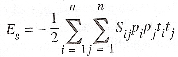 $$E_s = -\frac{1}{2}\sum_{i=1}^{n}\sum_{j=1}^{n} S_{ij} p_i p_j t_i t_j$$